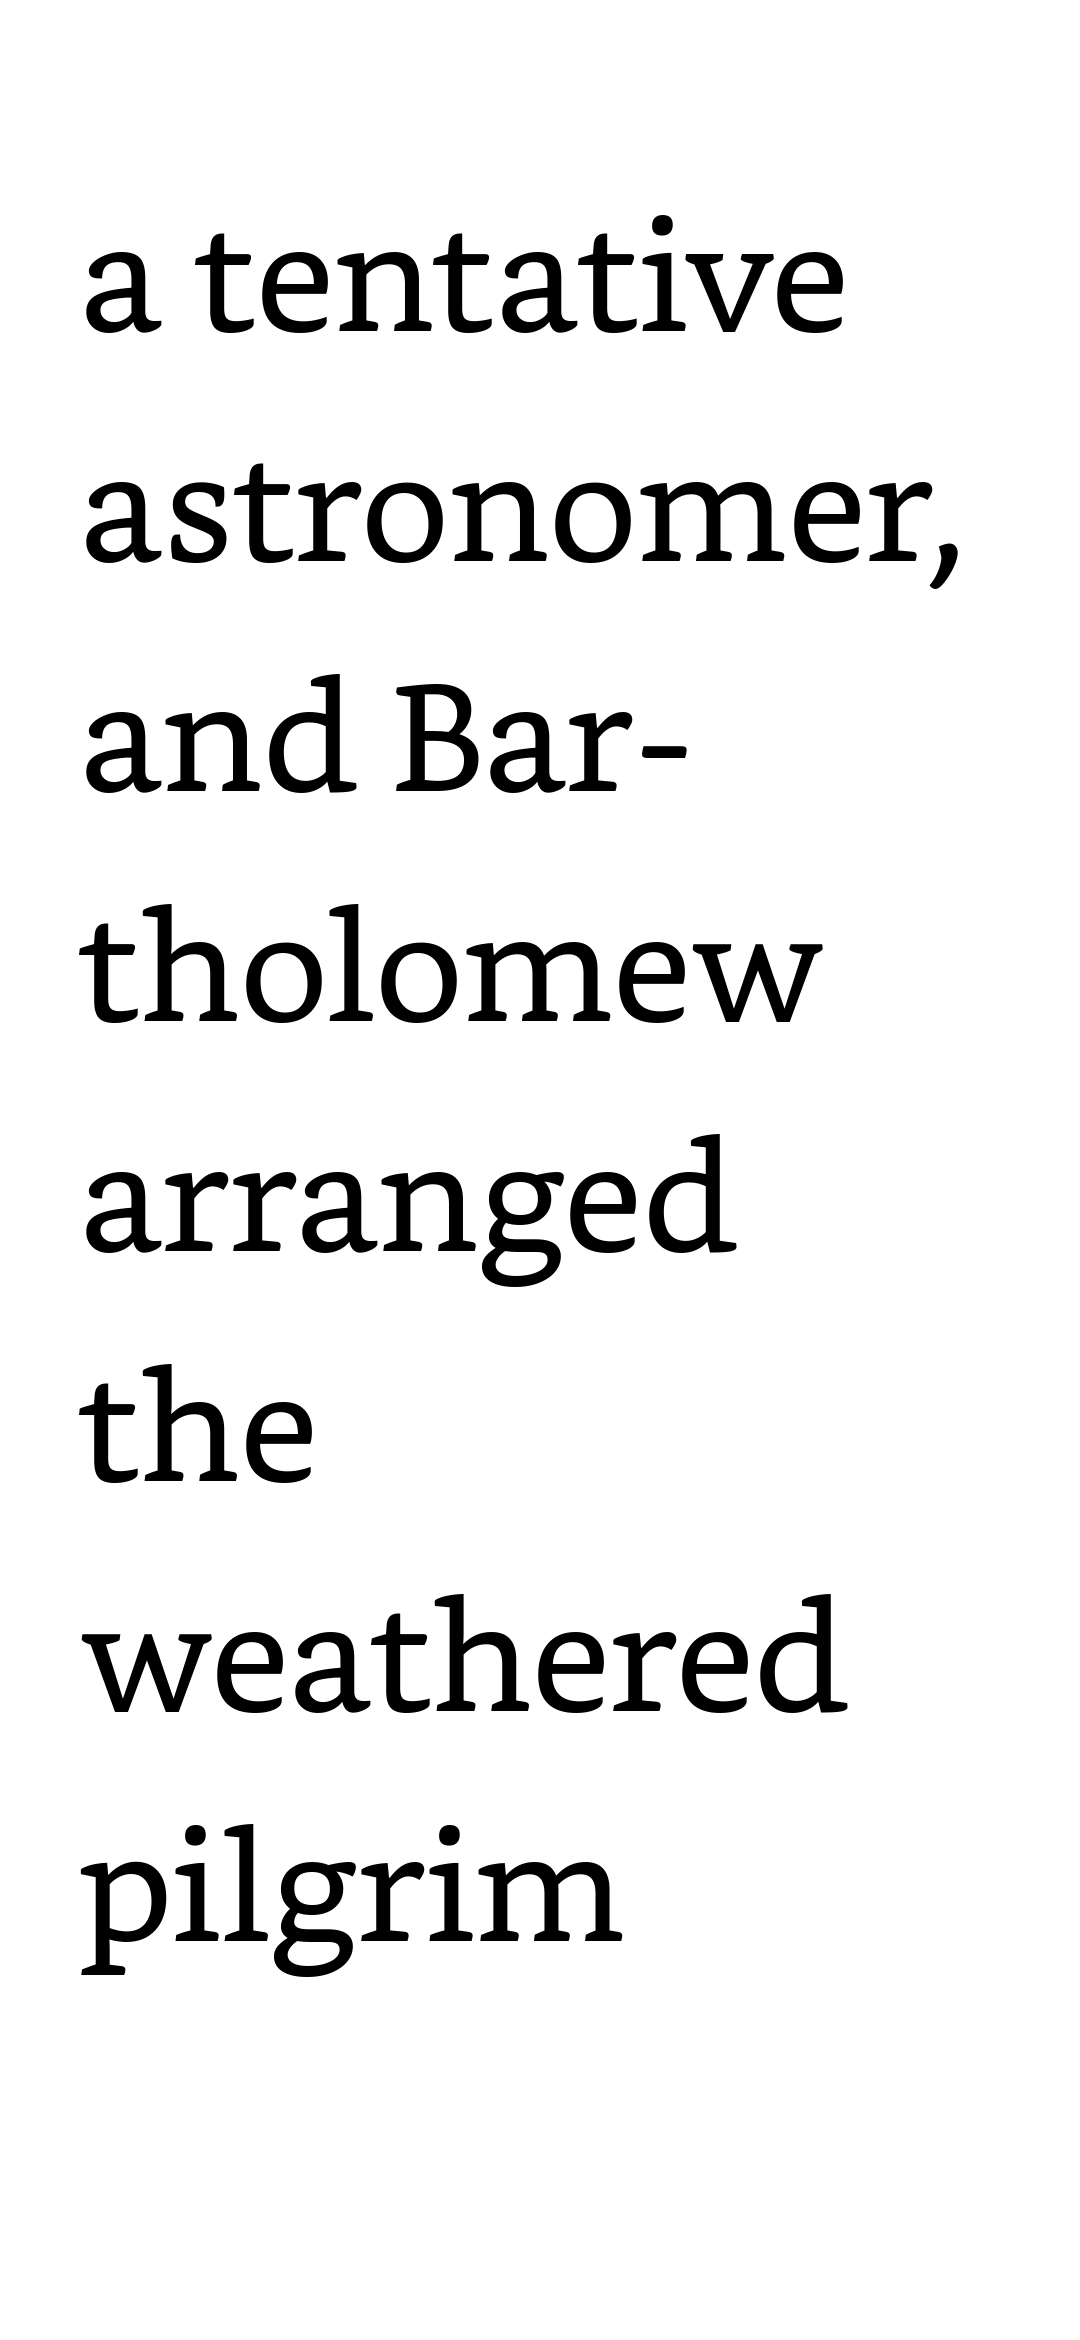 a tentative
astronomer,
and Bar-
tholomew
arranged
the
weathered
pilgrim